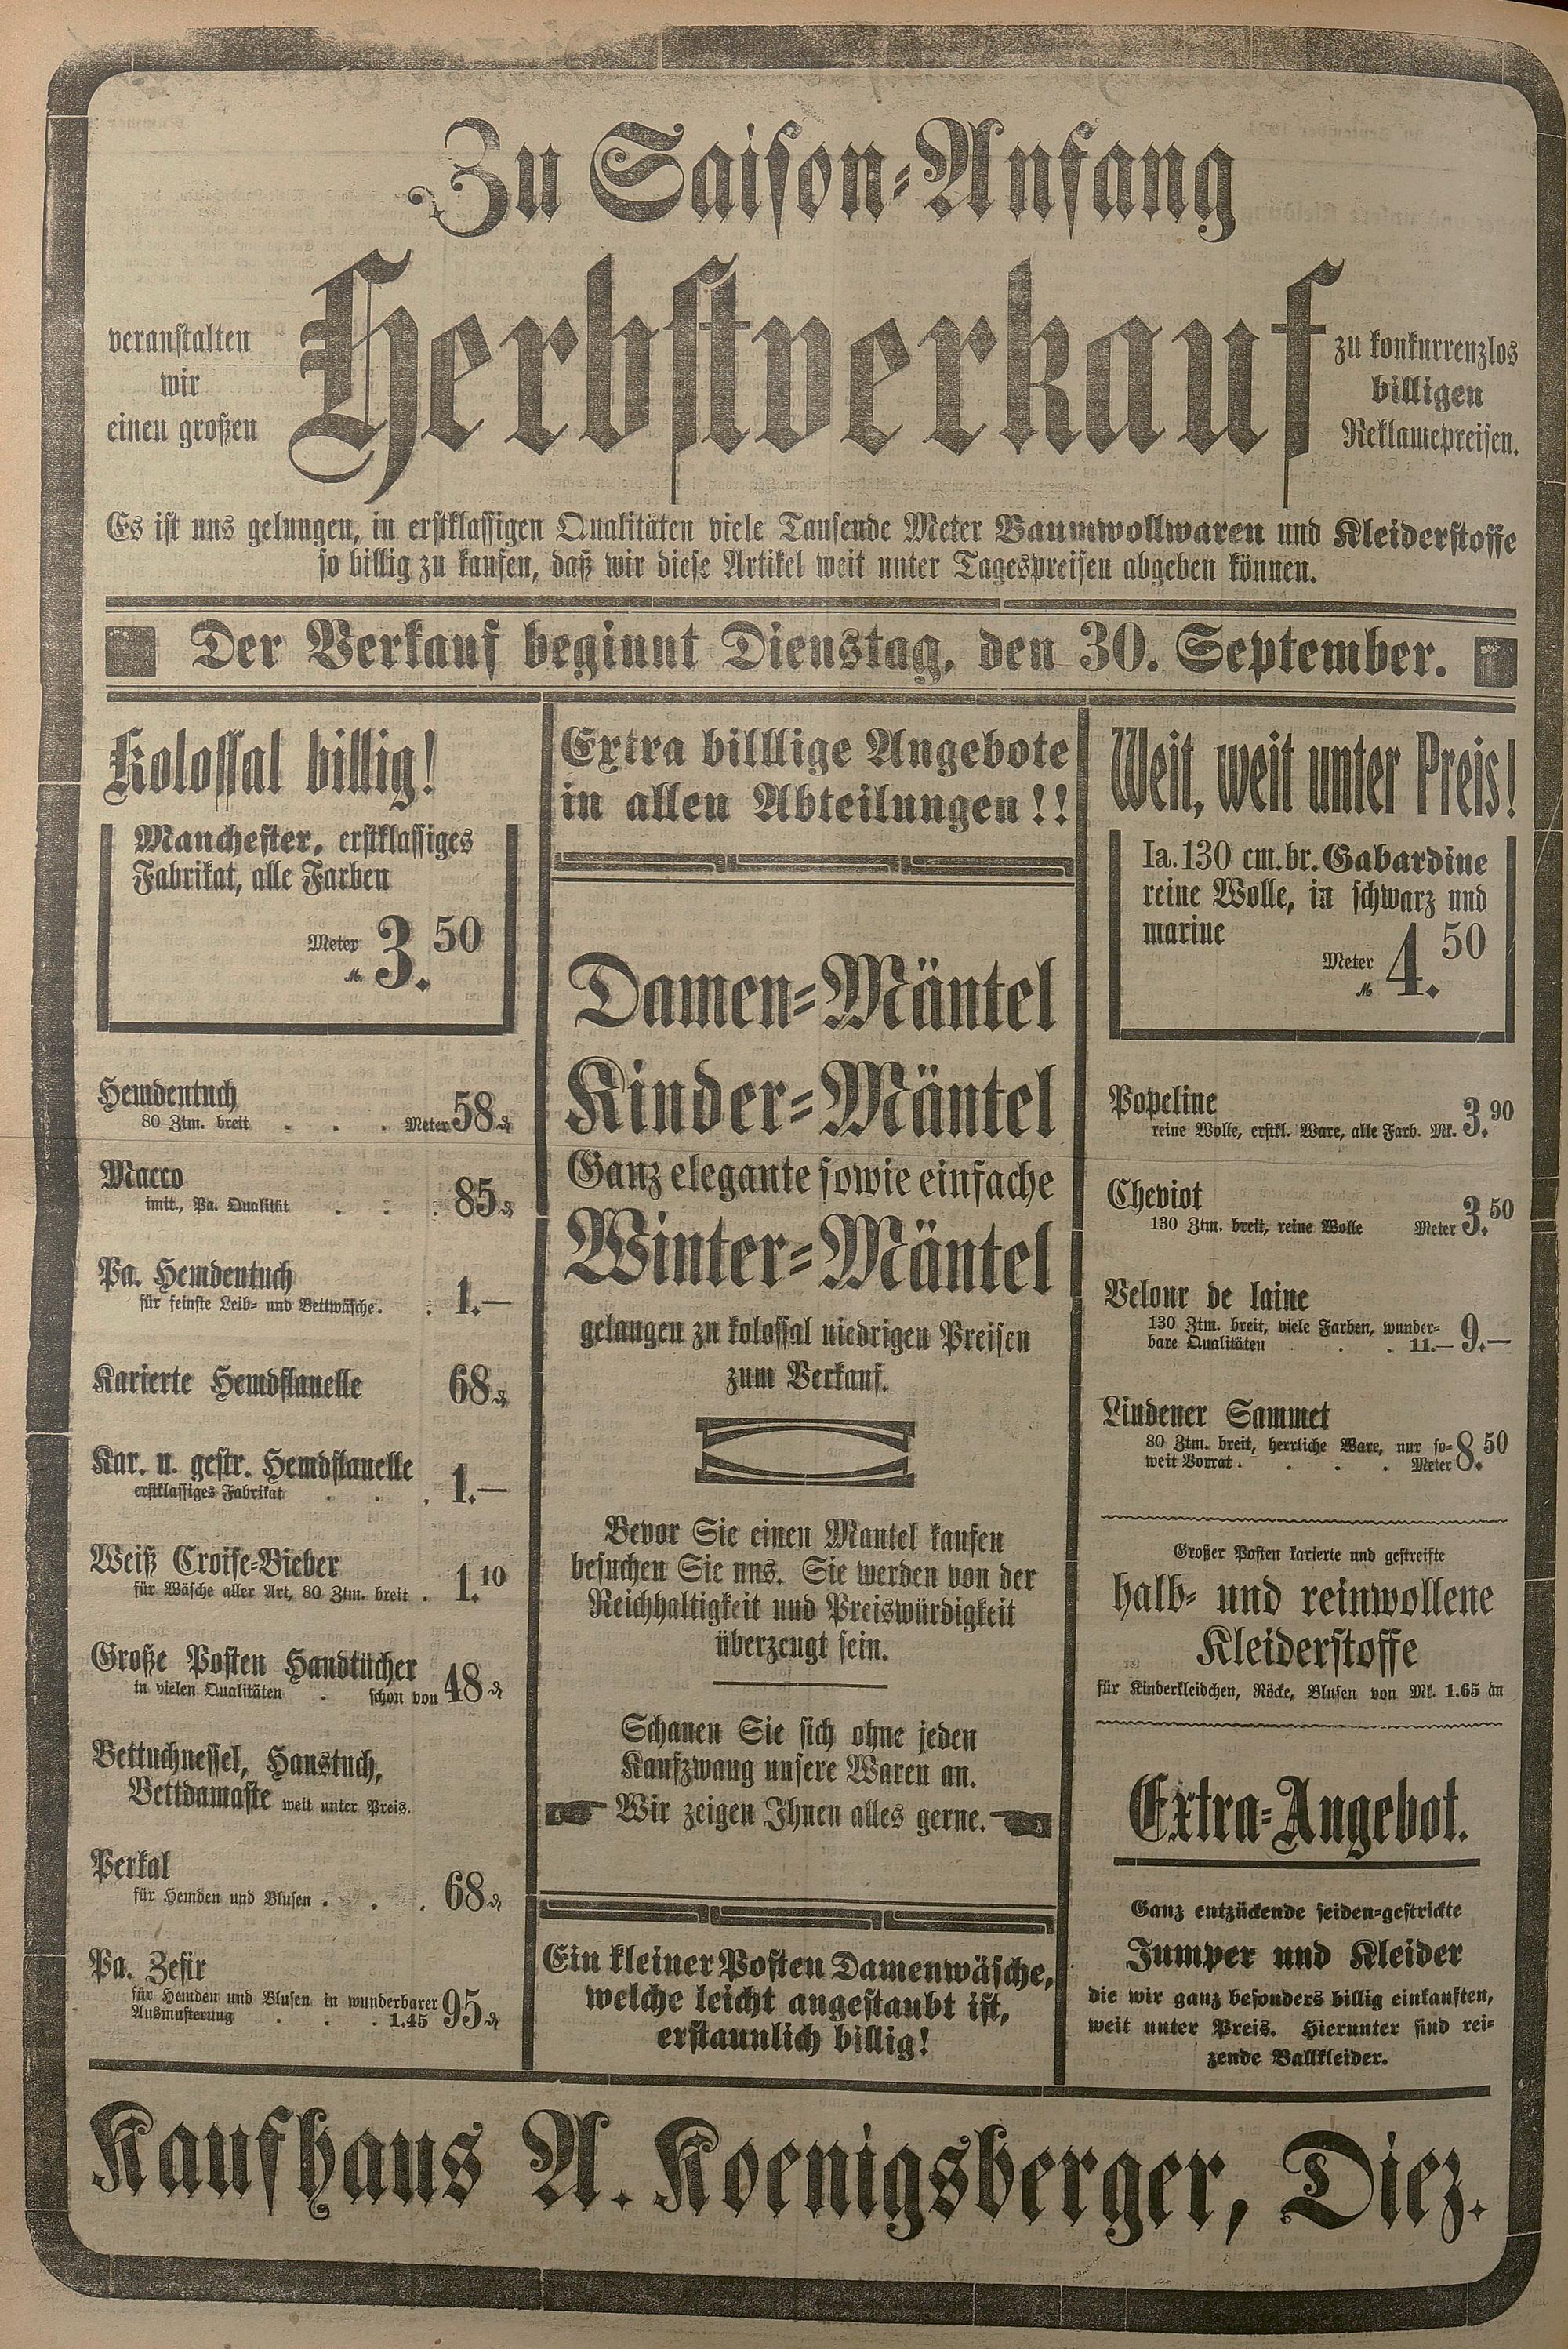 Zu Saison-Anfang
veranstalten
wir
einen großen
Herbstverkauf
zu konkurrenzlos
billigen
Reklamepreisen.
Es ist uns gelungen, in erstklassigen Qualitäten viele Tausende Meter Baumwollwaren und Kleiderstoffe
so billig zu kaufen, daß wir diese Artikel weit unter Tagespreisen abgeben können.
Der Verkauf beginnt Dienstag, den 30. September.
Kolossal billig!
Manchester, erstklassiges
Fabrikat, alle Farben
Meter
M. 3.50
Hemdentuch
80 Ztm. breit . . . Meter 58 ₰
Macco
imit., Pa. Qualität . . . 85 ₰
Pa. Hemdentuch
für feinste Leib- und Bettwäsche. . 1.—
Karierte Hemdflanelle 68 ₰
Kar. u. gestr. Hemdflanelle
erstklassiges Fabrikat . . . 1.—
Weiß Croise-Bieber
für Wäsche aller Art, 80 Ztm. breit . 1.10
Große Posten Handtücher
in vielen Qualitäten . schon von 48 ₰
Bettuchnessel, Haustuch,
Bettdamaste weit unter Preis.
Perkal
für Hemden und Blusen . . . 68 ₰
Pa. Zefir
für Hemden und Blusen in wunderbarer
Ausmusterung . . . 1.45 95 ₰
Extra billlige Angebote
in allen Abteilungen!!
Damen-Mäntel
Kinder-Mäntel
Ganz elegante sowie einfache
Winter-Mäntel
gelangen zu kolossal niedrigen Preisen
zum Verkauf.
Bevor Sie einen Mantel kaufen
besuchen Sie uns. Sie werden von der
Reichhaltigkeit und Preiswürdigkeit
überzeugt sein.
Schauen Sie sich ohne jeden
Kaufzwang unsere Waren an.
Wir zeigen Ihnen alles gerne.
Ein kleiner Posten Damenwäsche,
welche leicht angestaubt ist,
erstaunlich billig!
Weit, weit unter Preis!
Ia. 130 cm. br. Gabardine
reine Wolle, in schwarz und
marine
Meter
M 4.50
Popeline
reine Wolle, erstkl. Ware, alle Farb. Mk. 3.90
Cheviot
130 Ztm. breit, reine Wolle Meter 3.50
Velour de laine
130 Ztm. breit, viele Farben, wunder-
bare Qualitäten . . . 11.— 9.—
Lindener Sammet
80 Ztm. breit, herrliche Ware, nur so-
weit Vorrat . . . . Meter 8.50
Großer Posten karierte und gestreifte
halb- und reinwollene
Kleiderstoffe
für Kinderkleidchen, Röcke, Blusen von Mk. 1.65 an
Extra-Angebot.
Ganz entzückende seiden-gestrickte
Jumper und Kleider
die wir ganz besonders billig einkauften,
weit unter Preis. Hierunter sind rei-
zende Ballkleider.
Kaufhaus A. Koenigsberger, Diez.